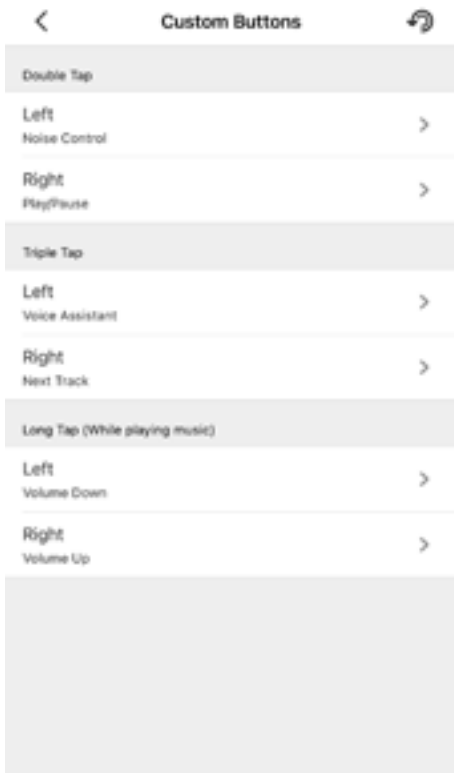 Custom Buttons
Double Tap
Left
Noise Control
Right
Play/Pause
Triple Tap
Left
Voice Assistant
Right
Next Track
Long Tap (While playing music)
Left
Volume Down
Right
Volume Up